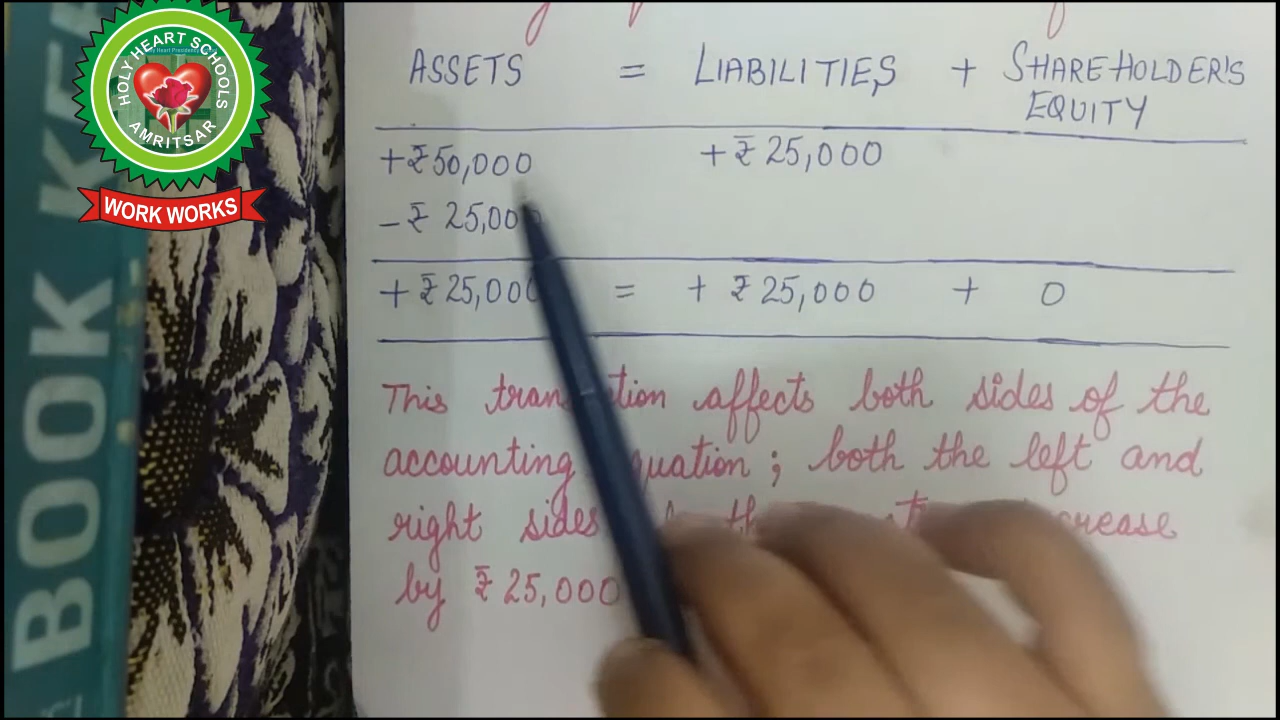 HOLY HEART SCHOOLS
AMRITSAR
WORK WORKS
BOOK
ASSETS = LIABILITIES + SHAREHOLDER'S
EQUITY
+₹50,000 +₹25,000
-₹ 25,000
+₹25,000 = + ₹25,000 + 0
This affects both sides of the
accounting ; both the left and
right sides
by ₹ 25,000